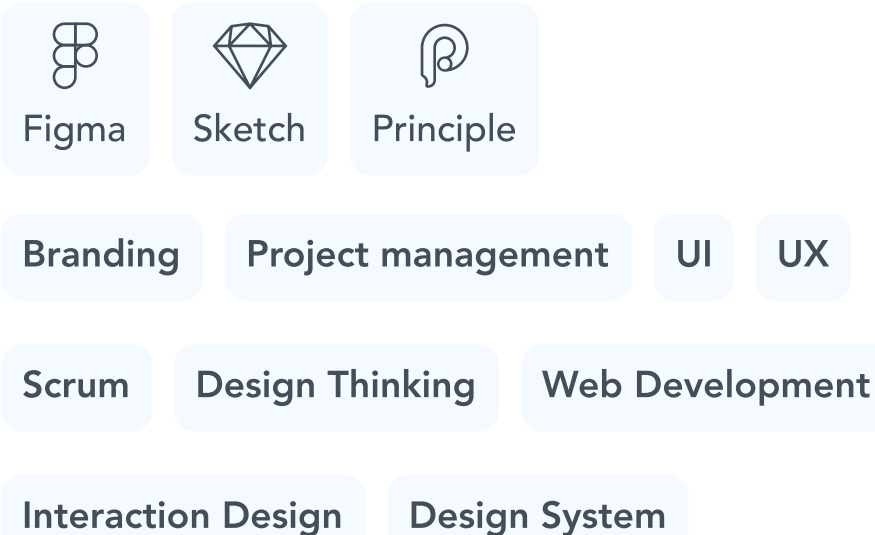 Figma Sketch Principle
Branding Project management UI UX
Scrum Design Thinking Web Development
Interaction Design Design System